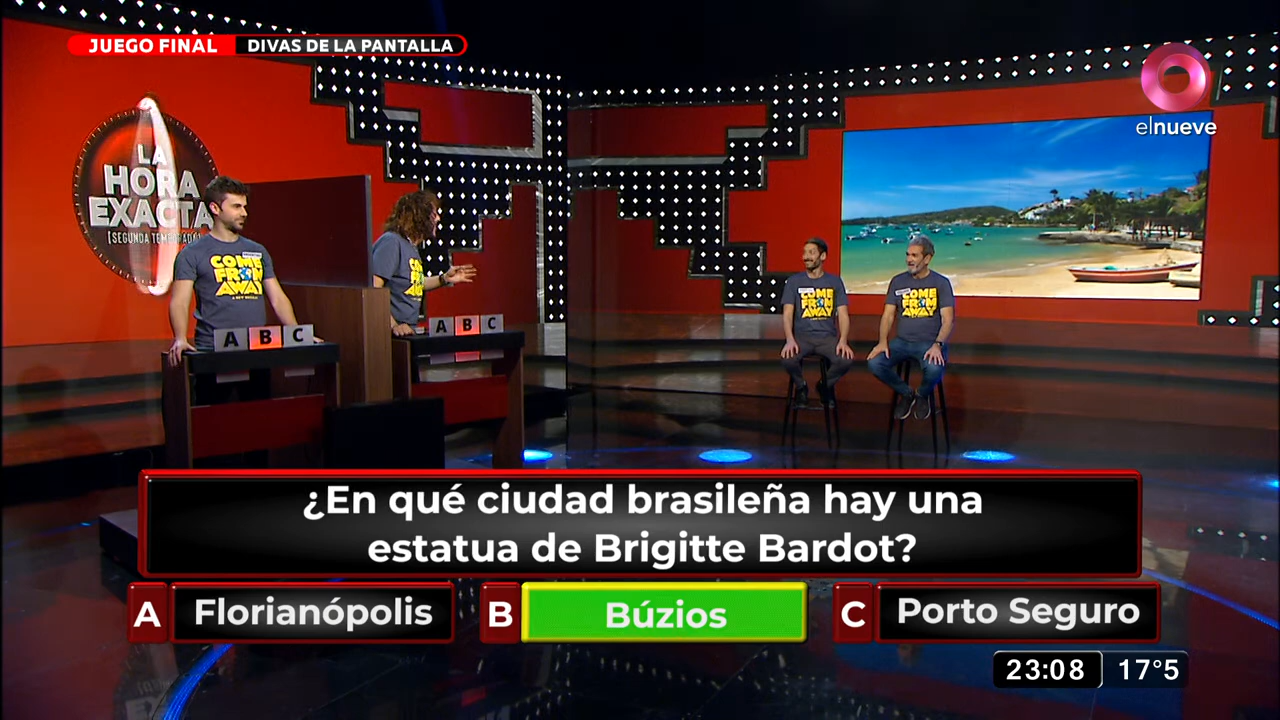 JUEGO FINAL DIVAS DE LA PANTALLA
elnueve
LA
HORA
EXACTA
COME
FROM
AWAY
COME
FROM
AWAY
COME
FROM
AWAY
A B C
A B C
¿En qué ciudad brasileña hay una
estatua de Brigitte Bardot?
A Florianópolis B Búzios C Porto Seguro
23:08 17°5